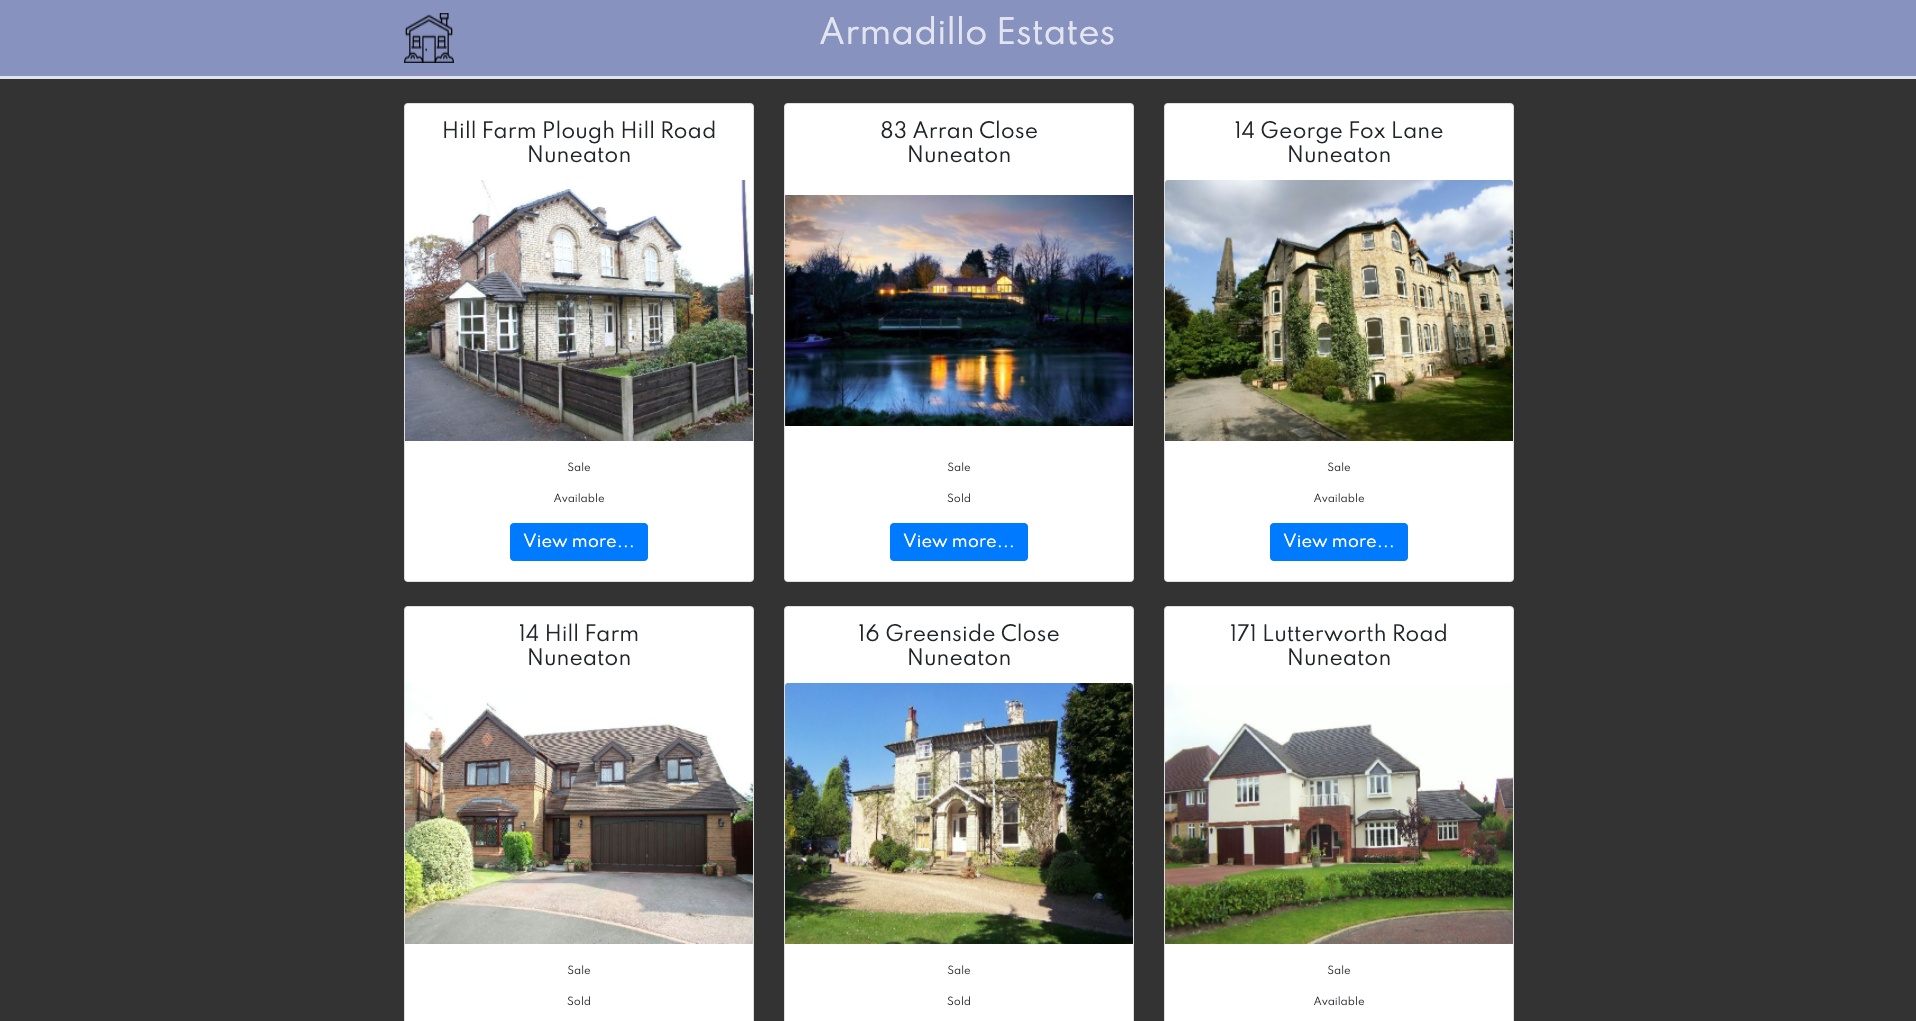 Armadillo Estates
Hill Farm Plough Hill Road
Nuneaton
Sale
Available
View more...
83 Arran Close
Nuneaton
Sale
Sold
View more...
14 George Fox Lane
Nuneaton
Sale
Available
View more...
14 Hill Farm
Nuneaton
Sale
Sold
16 Greenside Close
Nuneaton
Sale
Sold
171 Lutterworth Road
Nuneaton
Sale
Available